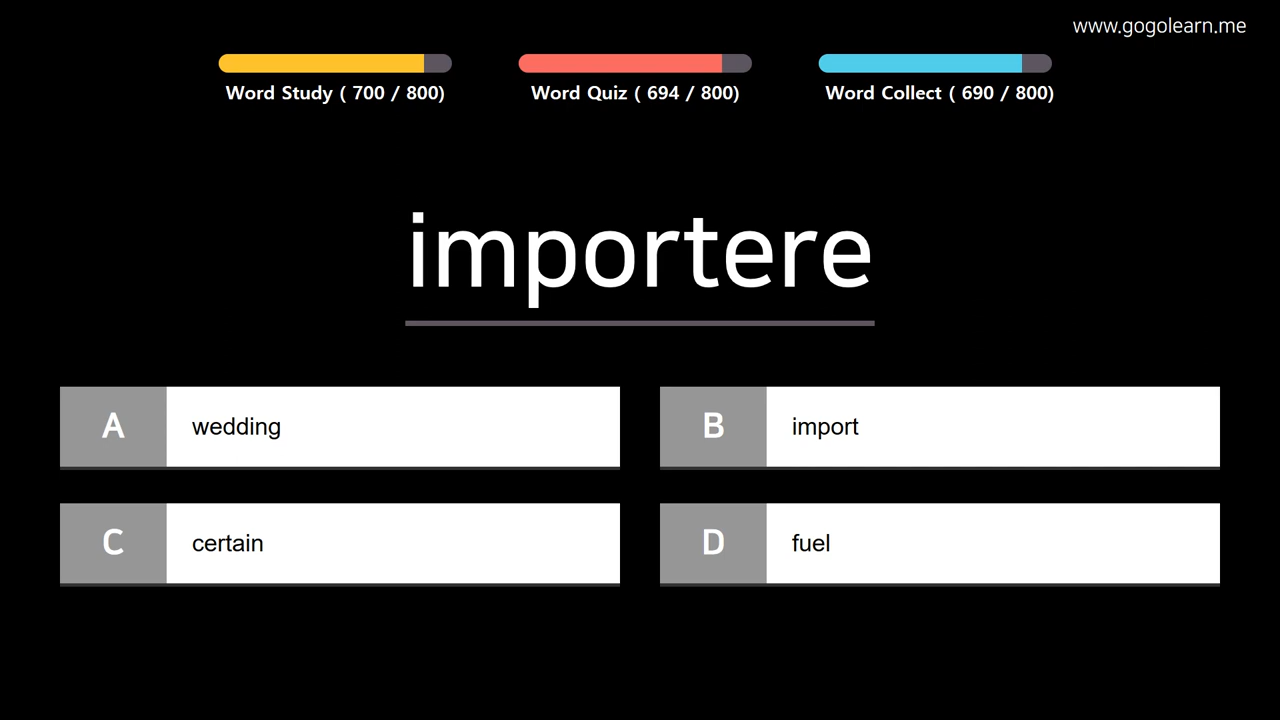 www.gogolearn.me
Word Study ( 700 / 800)
Word Quiz ( 694 / 800)
Word Collect ( 690 / 800)
importere
A wedding
B import
C certain
D fuel